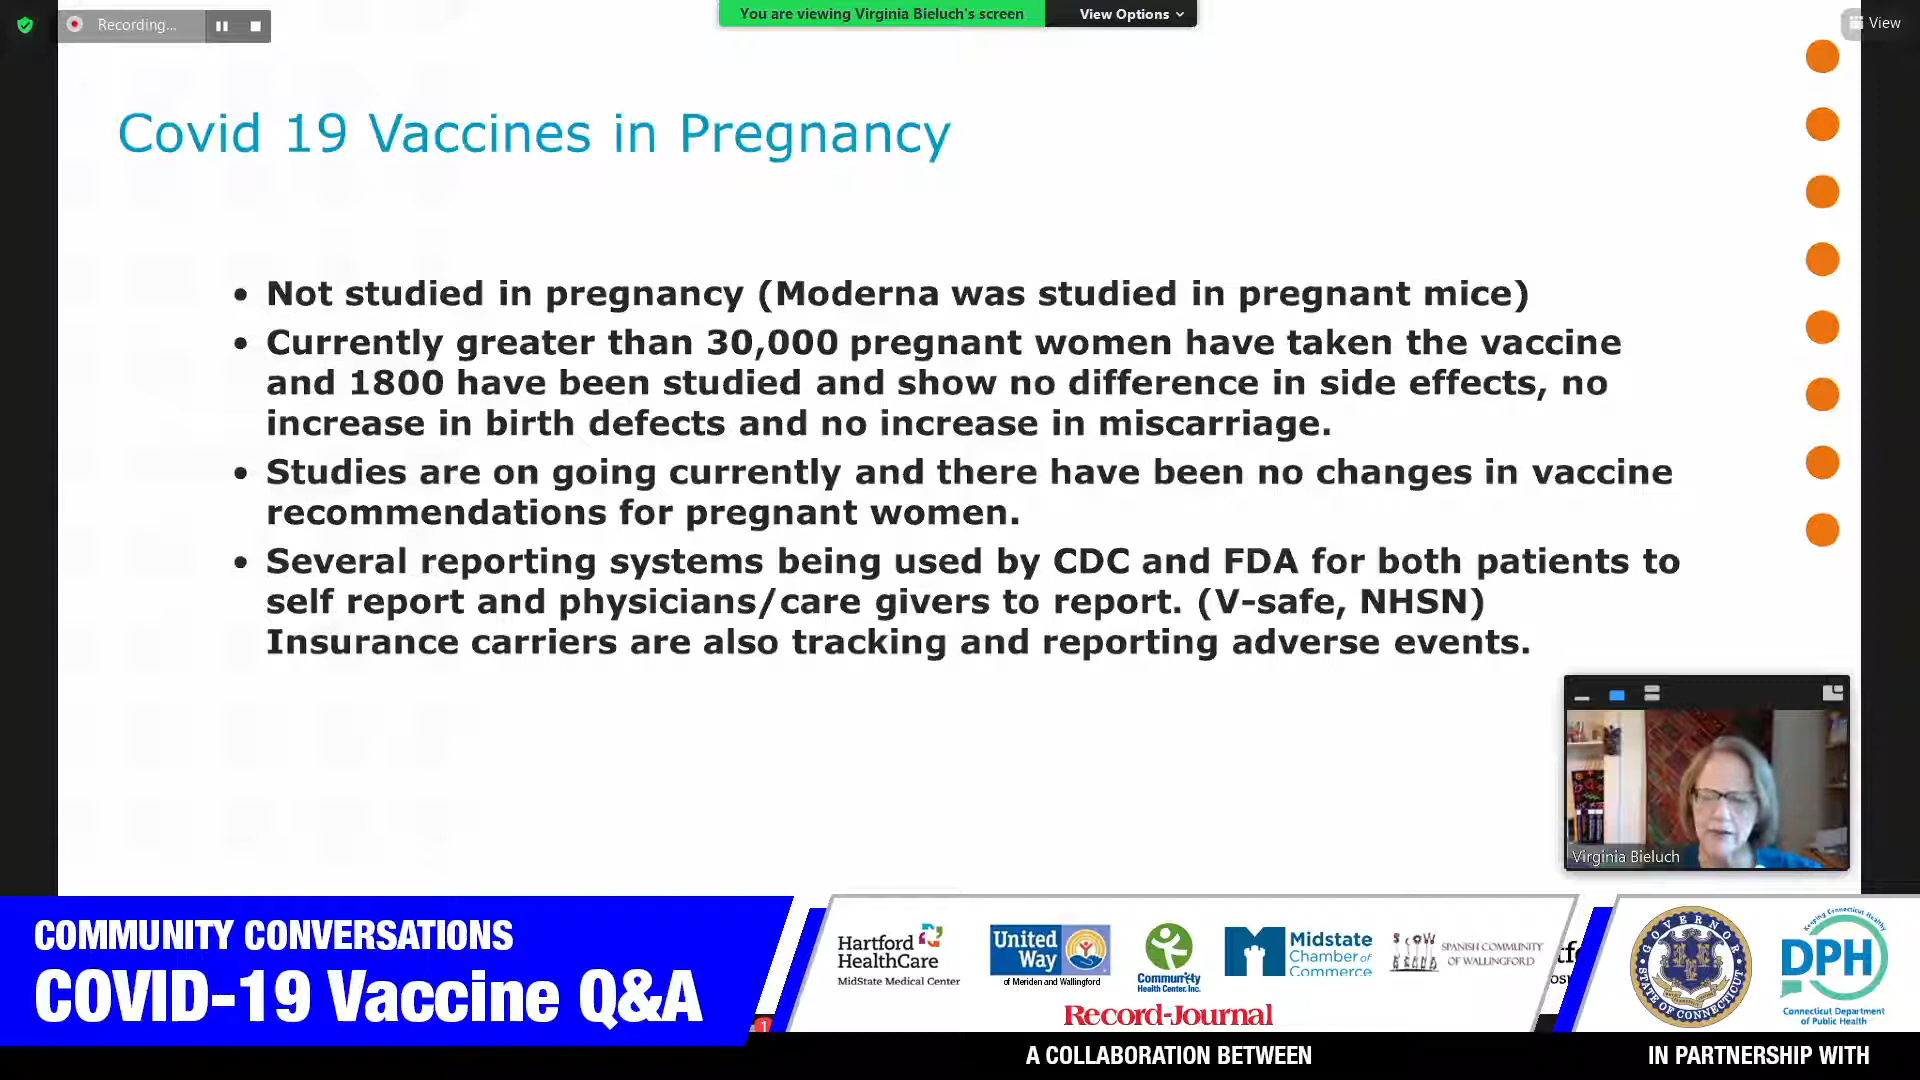 Recording...
You are viewing Virginia Bieluch's screen
View Options
View
Covid 19 Vaccines in Pregnancy
• Not studied in pregnancy (Moderna was studied in pregnant mice)
• Currently greater than 30,000 pregnant women have taken the vaccine
and 1800 have been studied and show no difference in side effects, no
increase in birth defects and no increase in miscarriage.
• Studies are on going currently and there have been no changes in vaccine
recommendations for pregnant women.
• Several reporting systems being used by CDC and FDA for both patients to
self report and physicians/care givers to report. (V-safe, NHSN)
Insurance carriers are also tracking and reporting adverse events.
Virginia Bieluch
COMMUNITY CONVERSATIONS
COVID-19 Vaccine Q&A
1
Hartford
HealthCare
MidState Medical Center
United
Way
of Meriden and Wallingford
Community
Health Center, Inc.
Midstate
Chamber of
Commerce
SCOW
SPANISH COMMUNITY
OF WALLINGFORD
Record-Journal
A COLLABORATION BETWEEN
GOVERNOR
STATE OF CONNECTICUT
Keeping Connecticut Healthy
DPH
Connecticut Department
of Public Health
IN PARTNERSHIP WITH